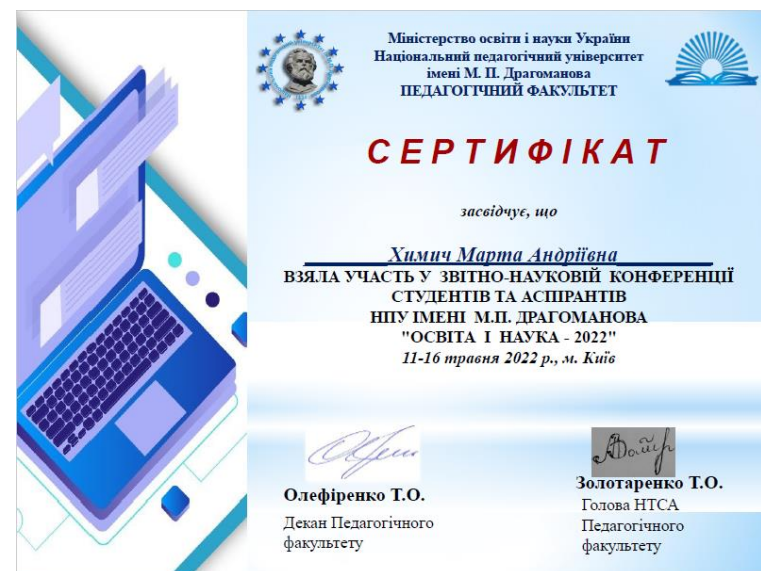 Міністерство освіти і науки України
Національний педагогічний університет
імені М. П. Драгоманова
ПЕДАГОГІЧНИЙ ФАКУЛЬТЕТ
СЕРТИФІКАТ
засвідчує, що
Химич Марта Андріївна
ВЗЯЛА УЧАСТЬ У ЗВІТНО-НАУКОВІЙ КОНФЕРЕНЦІЇ
СТУДЕНТІВ ТА АСПІРАНТІВ
НПУ ІМЕНІ М.П. ДРАГОМАНОВА
"ОСВІТА І НАУКА - 2022"
11-16 травня 2022 р., м. Київ
Олефіренко Т.О.
Декан Педагогічного
факультету
Золотаренко Т.О.
Голова НТСА
Педагогічного
факультету